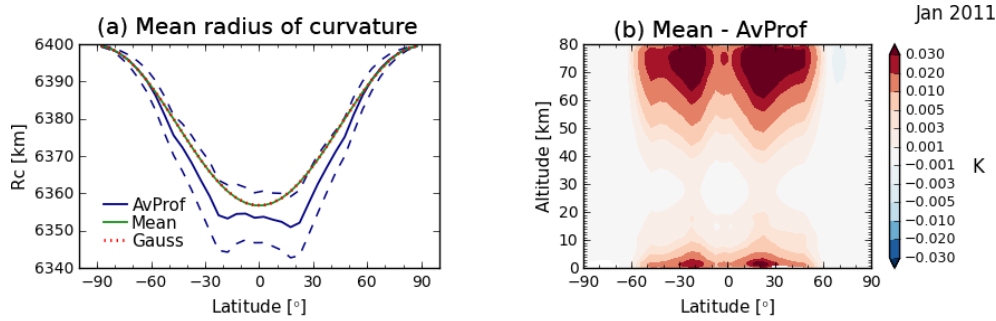 Jan 2011
(a) Mean radius of curvature
(b) Mean - AvProf
6400
6390
6380
6370
6360
6350
6340
Rc [km]
AvProf
Mean
Gauss
−90 −60 −30 0 30 60 90
Latitude [°]
80
70
60
50
40
30
20
10
0
Altitude [km]
−90 −60 −30 0 30 60 90
Latitude [°]
0.030
0.020
0.010
0.005
0.003
0.001
−0.001
−0.003
−0.005
−0.010
−0.020
−0.030
K